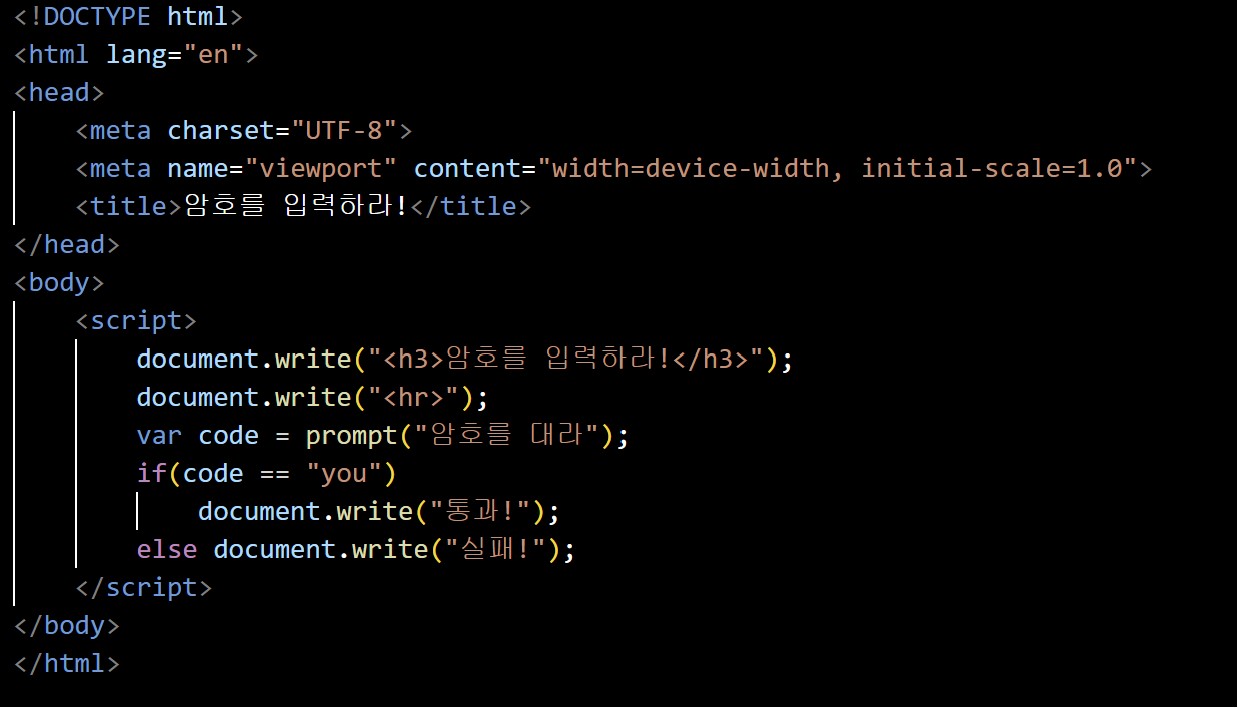 <!DOCTYPE html>
<html lang="en">
<head>
    <meta charset="UTF-8">
    <meta name="viewport" content="width=device-width, initial-scale=1.0">
    <title>암호를 입력하라!</title>
</head>
<body>
    <script>
        document.write("<h3>암호를 입력하라!</h3>");
        document.write("<hr>");
        var code = prompt("암호를 대라");
        if(code == "you")
            document.write("통과!");
        else document.write("실패!");
    </script>
</body>
</html>